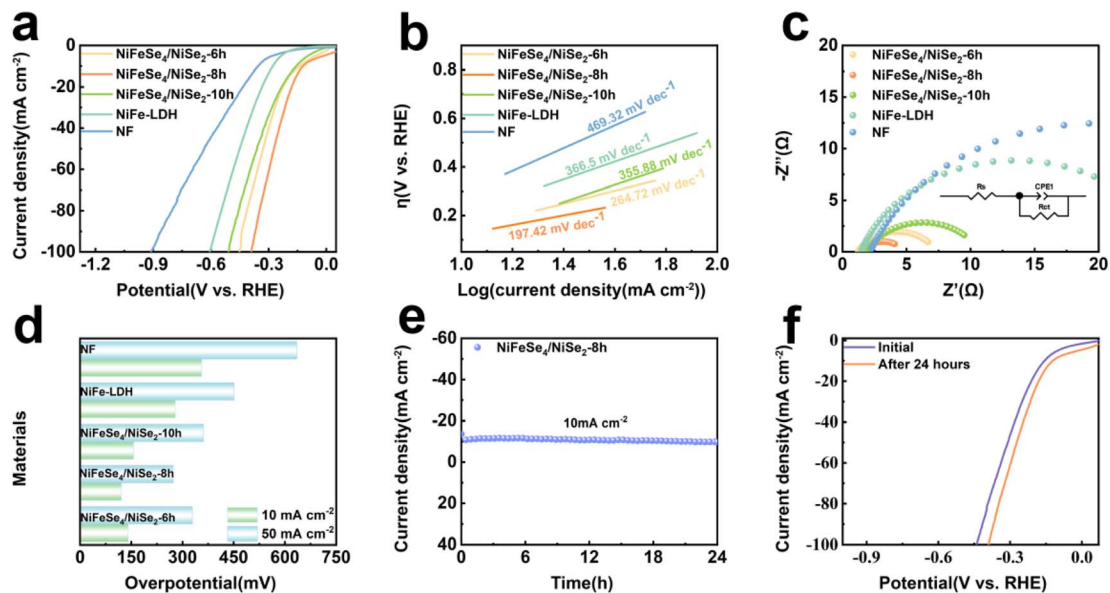 a
0
-20
-40
-60
-80
-100
Current density(mA cm⁻²)
NiFeSe₄/NiSe₂-6h
NiFeSe₄/NiSe₂-8h
NiFeSe₄/NiSe₂-10h
NiFe-LDH
NF
-1.2
-0.9
-0.6
-0.3
0.0
Potential(V vs. RHE)
b
0.8
0.6
0.4
0.2
η(V vs. RHE)
NiFeSe₄/NiSe₂-6h
NiFeSe₄/NiSe₂-8h
NiFeSe₄/NiSe₂-10h
NiFe-LDH
NF
469.32 mV dec⁻¹
366.5 mV dec⁻¹
355.88 mV dec⁻¹
264.72 mV dec⁻¹
197.42 mV dec⁻¹
1.0
1.2
1.4
1.6
1.8
2.0
Log(current density(mA cm⁻²))
c
20
15
10
5
0
-Z''(Ω)
NiFeSe₄/NiSe₂-6h
NiFeSe₄/NiSe₂-8h
NiFeSe₄/NiSe₂-10h
NiFe-LDH
NF
Rs
CPE1
Rct
0
5
10
15
20
Z'(Ω)
d
Materials
NF
NiFe-LDH
NiFeSe₄/NiSe₂-10h
NiFeSe₄/NiSe₂-8h
NiFeSe₄/NiSe₂-6h
10 mA cm⁻²
50 mA cm⁻²
0
150
300
450
600
750
Overpotential(mV)
e
-60
-40
-20
0
20
40
Current density(mA cm⁻²)
NiFeSe₄/NiSe₂-8h
10mA cm⁻²
0
6
12
18
24
Time(h)
f
0
-20
-40
-60
-80
-100
Current density(mA cm⁻²)
Initial
After 24 hours
-0.9
-0.6
-0.3
0.0
Potential(V vs. RHE)